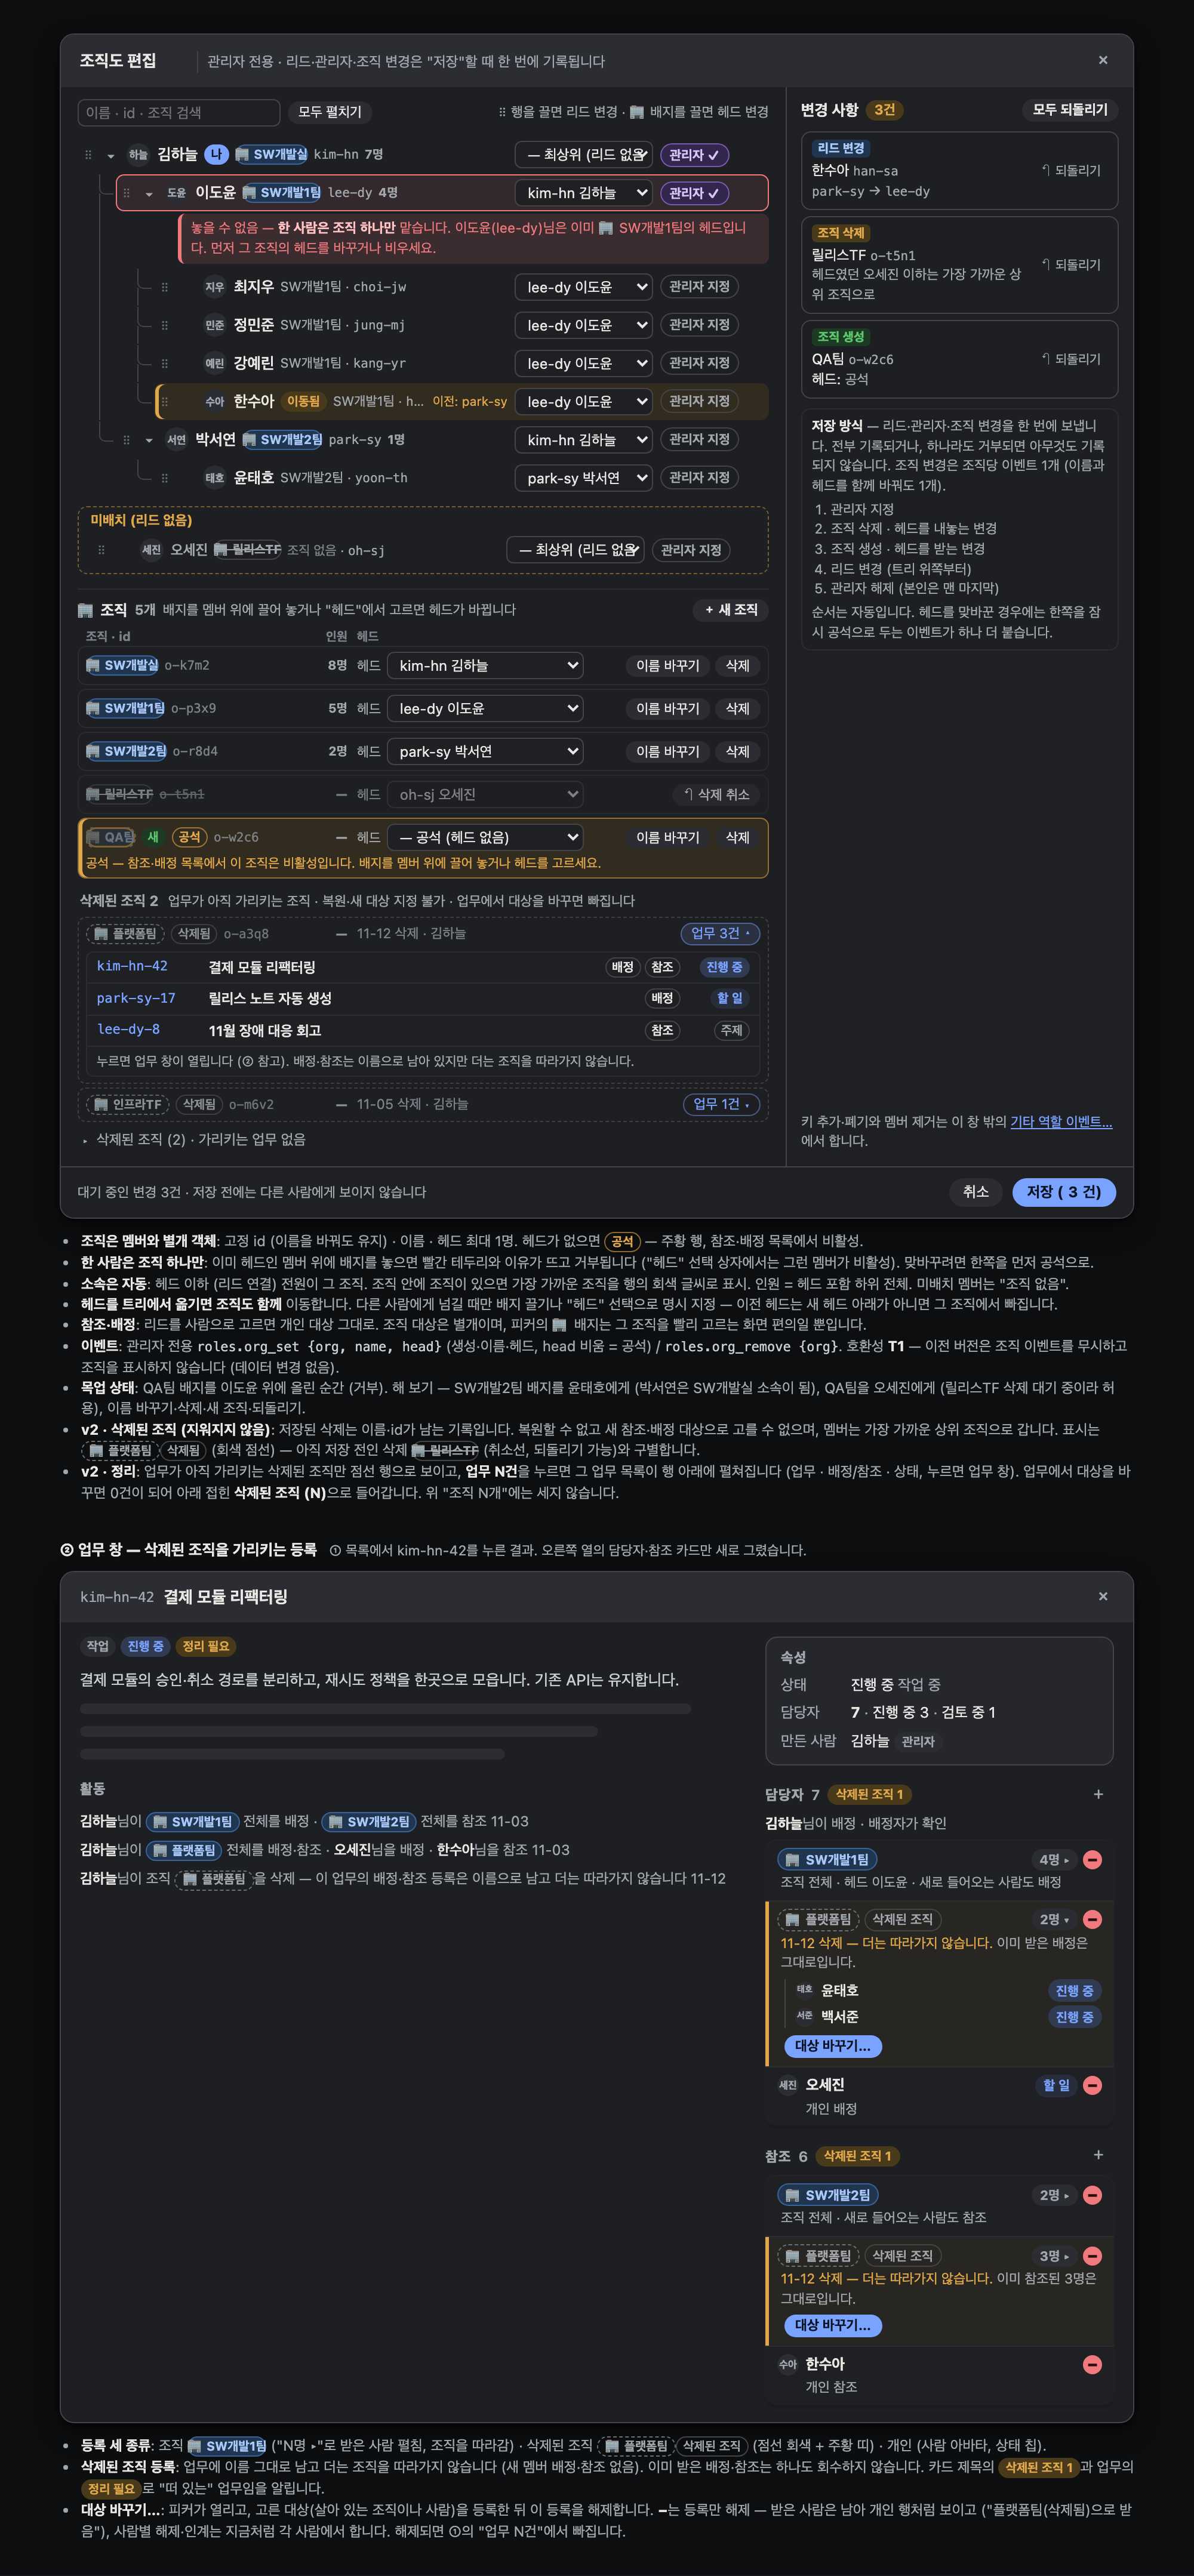 조직도 편집
관리자 전용 · 리드·관리자·조직 변경은 "저장"할 때 한 번에 기록됩니다
×
이름 · id · 조직 검색
모두 펼치기
⠿ 행을 끌면 리드 변경 · 🏢 배지를 끌면 헤드 변경
하늘 김하늘 나 🏢 SW개발실 kim-hn 7명 — 최상위 (리드 없음 관리자 ✓
도윤 이도윤 🏢 SW개발1팀 lee-dy 4명 kim-hn 김하늘 관리자 ✓
놓을 수 없음 — 한 사람은 조직 하나만 맡습니다. 이도윤(lee-dy)님은 이미 🏢 SW개발1팀의 헤드입니
다. 먼저 그 조직의 헤드를 바꾸거나 비우세요.
지우 최지우 SW개발1팀 · choi-jw lee-dy 이도윤 관리자 지정
민준 정민준 SW개발1팀 · jung-mj lee-dy 이도윤 관리자 지정
예린 강예린 SW개발1팀 · kang-yr lee-dy 이도윤 관리자 지정
수아 한수아 이동됨 SW개발1팀 · h... 이전: park-sy lee-dy 이도윤 관리자 지정
서연 박서연 🏢 SW개발2팀 park-sy 1명 kim-hn 김하늘 관리자 지정
태호 윤태호 SW개발2팀 · yoon-th park-sy 박서연 관리자 지정
미배치 (리드 없음)
세진 오세진 🏢 릴리스TF 조직 없음 · oh-sj — 최상위 (리드 없음 관리자 지정
🏢 조직 5개 배지를 멤버 위에 끌어 놓거나 "헤드"에서 고르면 헤드가 바뀝니다 + 새 조직
조직 · id 인원 헤드
🏢 SW개발실 o-k7m2 8명 헤드 kim-hn 김하늘 이름 바꾸기 삭제
🏢 SW개발1팀 o-p3x9 5명 헤드 lee-dy 이도윤 이름 바꾸기 삭제
🏢 SW개발2팀 o-r8d4 2명 헤드 park-sy 박서연 이름 바꾸기 삭제
🏢 릴리스TF o-t5n1 — 헤드 oh-sj 오세진 ↰ 삭제 취소
🏢 QA팀 새 공석 o-w2c6 — 헤드 — 공석 (헤드 없음) 이름 바꾸기 삭제
공석 — 참조·배정 목록에서 이 조직은 비활성입니다. 배지를 멤버 위에 끌어 놓거나 헤드를 고르세요.
삭제된 조직 2 업무가 아직 가리키는 조직 · 복원·새 대상 지정 불가 · 업무에서 대상을 바꾸면 빠집니다
🏢 플랫폼팀 삭제됨 o-a3q8 — 11-12 삭제 · 김하늘 업무 3건 ▴
kim-hn-42 결제 모듈 리팩터링 배정 참조 진행 중
park-sy-17 릴리스 노트 자동 생성 배정 할 일
lee-dy-8 11월 장애 대응 회고 참조 주제
누르면 업무 창이 열립니다 (② 참고). 배정·참조는 이름으로 남아 있지만 더는 조직을 따라가지 않습니다.
🏢 인프라TF 삭제됨 o-m6v2 — 11-05 삭제 · 김하늘 업무 1건 ▾
▸ 삭제된 조직 (2) · 가리키는 업무 없음
변경 사항 3건 모두 되돌리기
리드 변경
한수아 han-sa
park-sy → lee-dy
↰ 되돌리기
조직 삭제
릴리스TF o-t5n1
헤드였던 오세진 이하는 가장 가까운 상
위 조직으로
↰ 되돌리기
조직 생성
QA팀 o-w2c6
헤드: 공석
↰ 되돌리기
저장 방식 — 리드·관리자·조직 변경을 한 번에 보냅니
다. 전부 기록되거나, 하나라도 거부되면 아무것도 기록
되지 않습니다. 조직 변경은 조직당 이벤트 1개 (이름과
헤드를 함께 바꿔도 1개).
1. 관리자 지정
2. 조직 삭제 · 헤드를 내놓는 변경
3. 조직 생성 · 헤드를 받는 변경
4. 리드 변경 (트리 위쪽부터)
5. 관리자 해제 (본인은 맨 마지막)
순서는 자동입니다. 헤드를 맞바꾼 경우에는 한쪽을 잠
시 공석으로 두는 이벤트가 하나 더 붙습니다.
키 추가·폐기와 멤버 제거는 이 창 밖의 기타 역할 이벤트...
에서 합니다.
대기 중인 변경 3건 · 저장 전에는 다른 사람에게 보이지 않습니다
취소
저장 ( 3 건)
• 조직은 멤버와 별개 객체: 고정 id (이름을 바꿔도 유지) · 이름 · 헤드 최대 1명. 헤드가 없으면 공석 — 주황 행, 참조·배정 목록에서 비활성.
• 한 사람은 조직 하나만: 이미 헤드인 멤버 위에 배지를 놓으면 빨간 테두리와 이유가 뜨고 거부됩니다 ("헤드" 선택 상자에서는 그런 멤버가 비활성). 맞바꾸려면 한쪽을 먼저 공석으로.
• 소속은 자동: 헤드 이하 (리드 연결) 전원이 그 조직. 조직 안에 조직이 있으면 가장 가까운 조직을 행의 회색 글씨로 표시. 인원 = 헤드 포함 하위 전체. 미배치 멤버는 "조직 없음".
• 헤드를 트리에서 옮기면 조직도 함께 이동합니다. 다른 사람에게 넘길 때만 배지 끌기나 "헤드" 선택으로 명시 지정 — 이전 헤드는 새 헤드 아래가 아니면 그 조직에서 빠집니다.
• 참조·배정: 리드를 사람으로 고르면 개인 대상 그대로. 조직 대상은 별개이며, 피커의 🏢 배지는 그 조직을 빨리 고르는 화면 편의일 뿐입니다.
• 이벤트: 관리자 전용 roles.org_set {org, name, head} (생성·이름·헤드, head 비움 = 공석) / roles.org_remove {org}. 호환성 T1 — 이전 버전은 조직 이벤트를 무시하고
조직을 표시하지 않습니다 (데이터 변경 없음).
• 목업 상태: QA팀 배지를 이도윤 위에 올린 순간 (거부). 해 보기 — SW개발2팀 배지를 윤태호에게 (박서연은 SW개발실 소속이 됨), QA팀을 오세진에게 (릴리스TF 삭제 대기 중이라 허
용), 이름 바꾸기·삭제·새 조직·되돌리기.
• v2 · 삭제된 조직 (지워지지 않음): 저장된 삭제는 이름·id가 남는 기록입니다. 복원할 수 없고 새 참조·배정 대상으로 고를 수 없으며, 멤버는 가장 가까운 상위 조직으로 갑니다. 표시는
🏢 플랫폼팀 삭제됨 (회색 점선) — 아직 저장 전인 삭제 🏢 릴리스TF (취소선, 되돌리기 가능)와 구별합니다.
• v2 · 정리: 업무가 아직 가리키는 삭제된 조직만 점선 행으로 보이고, 업무 N건을 누르면 그 업무 목록이 행 아래에 펼쳐집니다 (업무 · 배정/참조 · 상태, 누르면 업무 창). 업무에서 대상을 바
꾸면 0건이 되어 아래 접힌 삭제된 조직 (N)으로 들어갑니다. 위 "조직 N개"에는 세지 않습니다.
② 업무 창 — 삭제된 조직을 가리키는 등록 ① 목록에서 kim-hn-42를 누른 결과. 오른쪽 열의 담당자·참조 카드만 새로 그렸습니다.
kim-hn-42 결제 모듈 리팩터링 ×
작업 진행 중 정리 필요
결제 모듈의 승인·취소 경로를 분리하고, 재시도 정책을 한곳으로 모읍니다. 기존 API는 유지합니다.
활동
김하늘님이 🏢 SW개발1팀 전체를 배정 · 🏢 SW개발2팀 전체를 참조 11-03
김하늘님이 🏢 플랫폼팀 전체를 배정·참조 · 오세진님을 배정 · 한수아님을 참조 11-03
김하늘님이 조직 🏢 플랫폼팀을 삭제 — 이 업무의 배정·참조 등록은 이름으로 남고 더는 따라가지 않습니다 11-12
속성
상태 진행 중 작업 중
담당자 7 · 진행 중 3 · 검토 중 1
만든 사람 김하늘 관리자
담당자 7 삭제된 조직 1 +
김하늘님이 배정 · 배정자가 확인
🏢 SW개발1팀 4명 ▸
조직 전체 · 헤드 이도윤 · 새로 들어오는 사람도 배정
🏢 플랫폼팀 삭제된 조직 2명 ▾
11-12 삭제 — 더는 따라가지 않습니다. 이미 받은 배정은
그대로입니다.
태호 윤태호 진행 중
서준 백서준 진행 중
대상 바꾸기...
세진 오세진 할 일
개인 배정
참조 6 삭제된 조직 1 +
🏢 SW개발2팀 2명 ▸
조직 전체 · 새로 들어오는 사람도 참조
🏢 플랫폼팀 삭제된 조직 3명 ▸
11-12 삭제 — 더는 따라가지 않습니다. 이미 참조된 3명은
그대로입니다.
대상 바꾸기...
수아 한수아
개인 참조
• 등록 세 종류: 조직 🏢 SW개발1팀 ("N명 ▸"로 받은 사람 펼침, 조직을 따라감) · 삭제된 조직 🏢 플랫폼팀 삭제된 조직 (점선 회색 + 주황 띠) · 개인 (사람 아바타, 상태 칩).
• 삭제된 조직 등록: 업무에 이름 그대로 남고 더는 조직을 따라가지 않습니다 (새 멤버 배정·참조 없음). 이미 받은 배정·참조는 하나도 회수하지 않습니다. 카드 제목의 삭제된 조직 1과 업무의
정리 필요로 "떠 있는" 업무임을 알립니다.
• 대상 바꾸기...: 피커가 열리고, 고른 대상(살아 있는 조직이나 사람)을 등록한 뒤 이 등록을 해제합니다. −는 등록만 해제 — 받은 사람은 남아 개인 행처럼 보이고 ("플랫폼팀(삭제됨)으로 받
음"), 사람별 해제·인계는 지금처럼 각 사람에서 합니다. 해제되면 ①의 "업무 N건"에서 빠집니다.